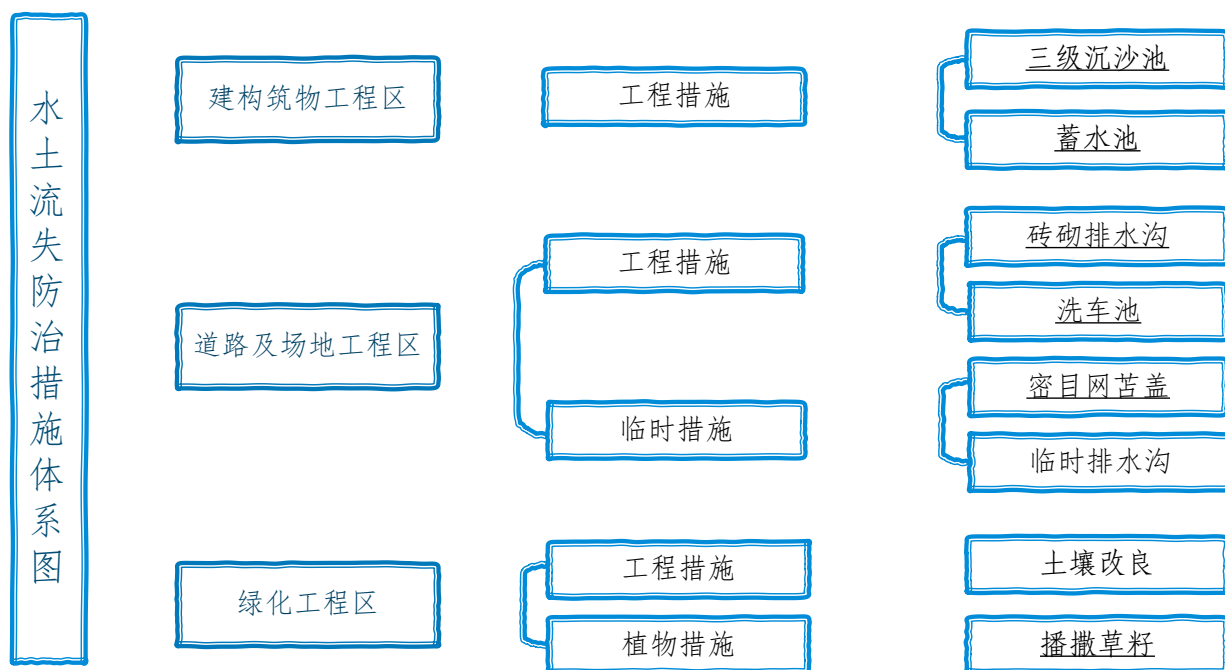 水土流失防治措施体系图
建构筑物工程区
工程措施
三级沉沙池
蓄水池
道路及场地工程区
工程措施
砖砌排水沟
洗车池
临时措施
密目网苫盖
临时排水沟
绿化工程区
工程措施
土壤改良
植物措施
播撒草籽